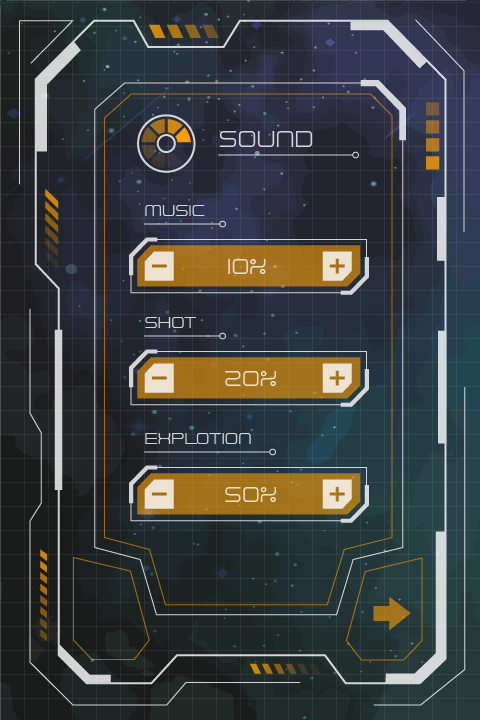 SOUND
MUSIC
− 10% +
SHOT
− 20% +
EXPLOTION
− 50% +